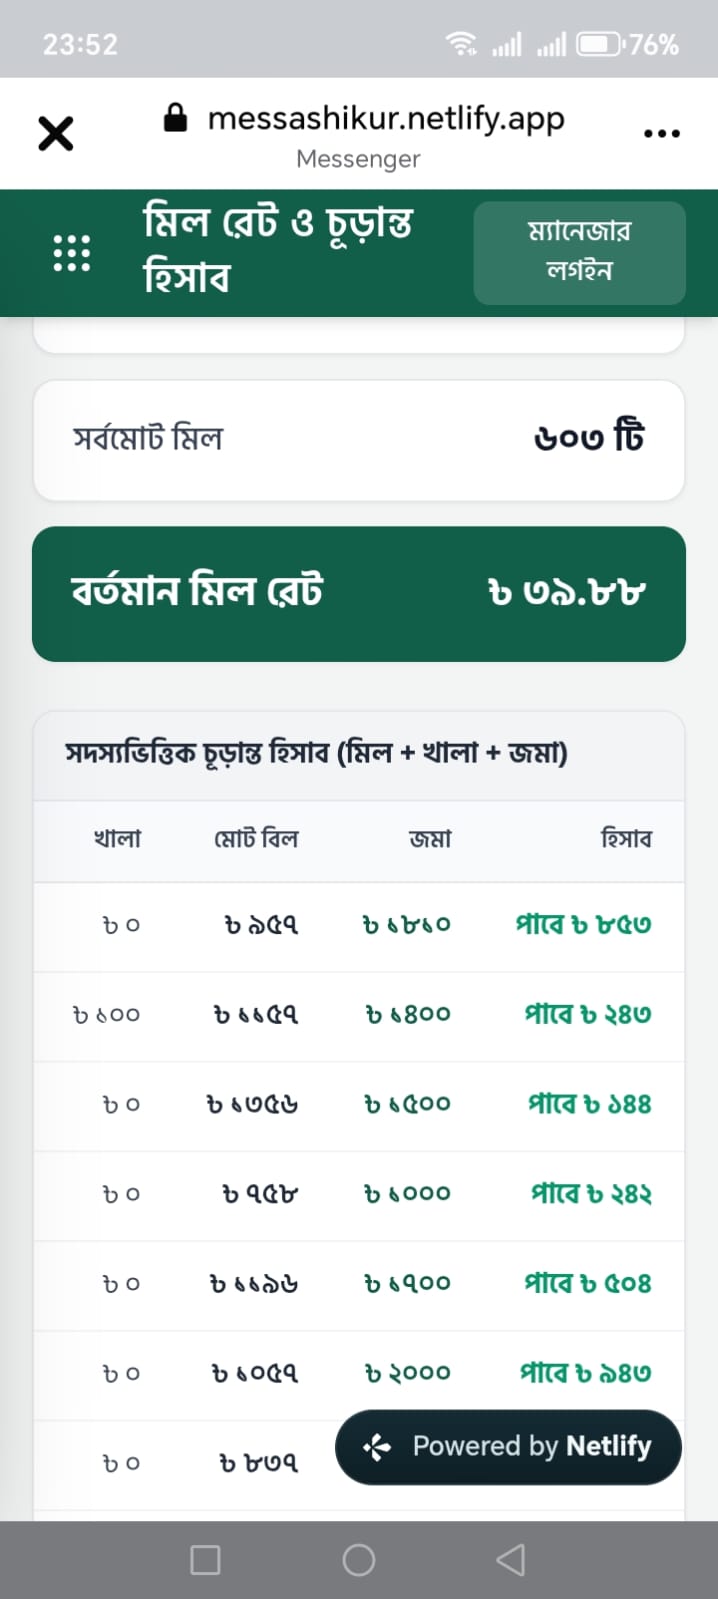 23:52
76%
messashikur.netlify.app
Messenger
মিল রেট ও চূড়ান্ত
হিসাব
ম্যানেজার
লগইন
সর্বমোট মিল ৬০৩ টি
বর্তমান মিল রেট ৳ ৩৯.৮৮
সদস্যভিত্তিক চূড়ান্ত হিসাব (মিল + খালা + জমা)
খালা মোট বিল জমা হিসাব
৳ ০ ৳ ৯৫৭ ৳ ১৮১০ পাবে ৳ ৮৫৩
৳ ১০০ ৳ ১১৫৭ ৳ ১৪০০ পাবে ৳ ২৪৩
৳ ০ ৳ ১৩৫৬ ৳ ১৫০০ পাবে ৳ ১৪৪
৳ ০ ৳ ৭৫৮ ৳ ১০০০ পাবে ৳ ২৪২
৳ ০ ৳ ১১৯৬ ৳ ১৭০০ পাবে ৳ ৫০৪
৳ ০ ৳ ১০৫৭ ৳ ২০০০ পাবে ৳ ৯৪৩
৳ ০ ৳ ৮৩৭
Powered by Netlify